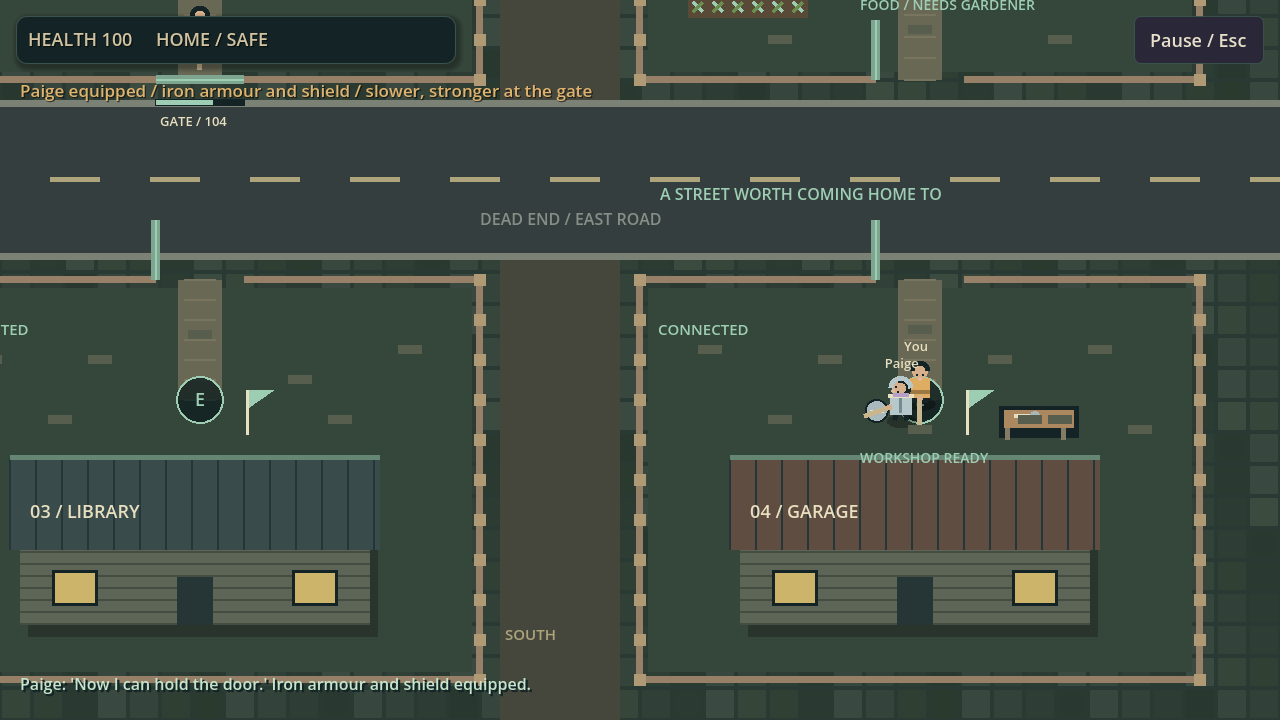 FOOD / NEEDS GARDENER
HEALTH 100 HOME / SAFE
Pause / Esc
Paige equipped / iron armour and shield / slower, stronger at the gate
GATE / 104
A STREET WORTH COMING HOME TO
DEAD END / EAST ROAD
TED
CONNECTED
You
Paige
E
WORKSHOP READY
03 / LIBRARY
04 / GARAGE
SOUTH
Paige: 'Now I can hold the door.' Iron armour and shield equipped.